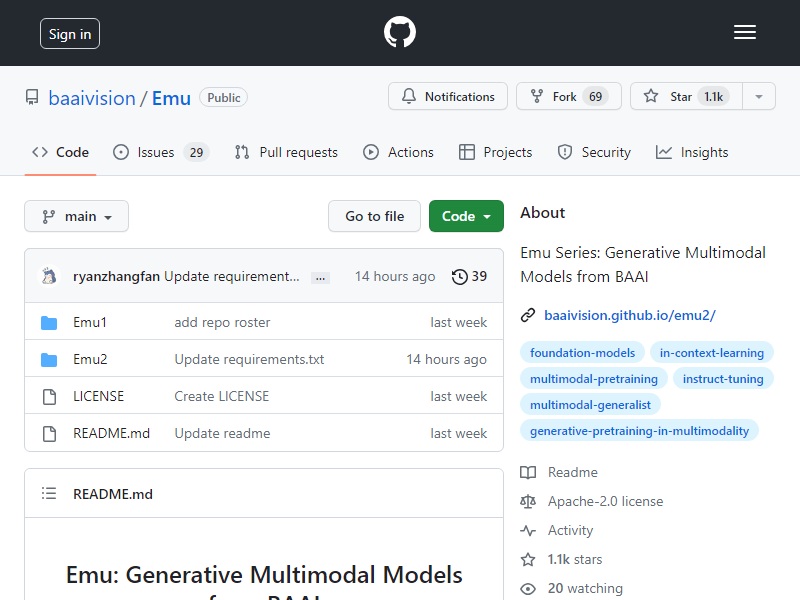 Sign in
baaivision / Emu Public
Notifications
Fork 69
Star 1.1k
Code
Issues 29
Pull requests
Actions
Projects
Security
Insights
main
Go to file
Code
ryanzhangfan Update requirement... ... 14 hours ago 39
Emu1 add repo roster last week
Emu2 Update requirements.txt 14 hours ago
LICENSE Create LICENSE last week
README.md Update readme last week
README.md
Emu: Generative Multimodal Models
from BAAI
About
Emu Series: Generative Multimodal
Models from BAAI
baaivision.github.io/emu2/
foundation-models in-context-learning
multimodal-pretraining instruct-tuning
multimodal-generalist
generative-pretraining-in-multimodality
Readme
Apache-2.0 license
Activity
1.1k stars
20 watching